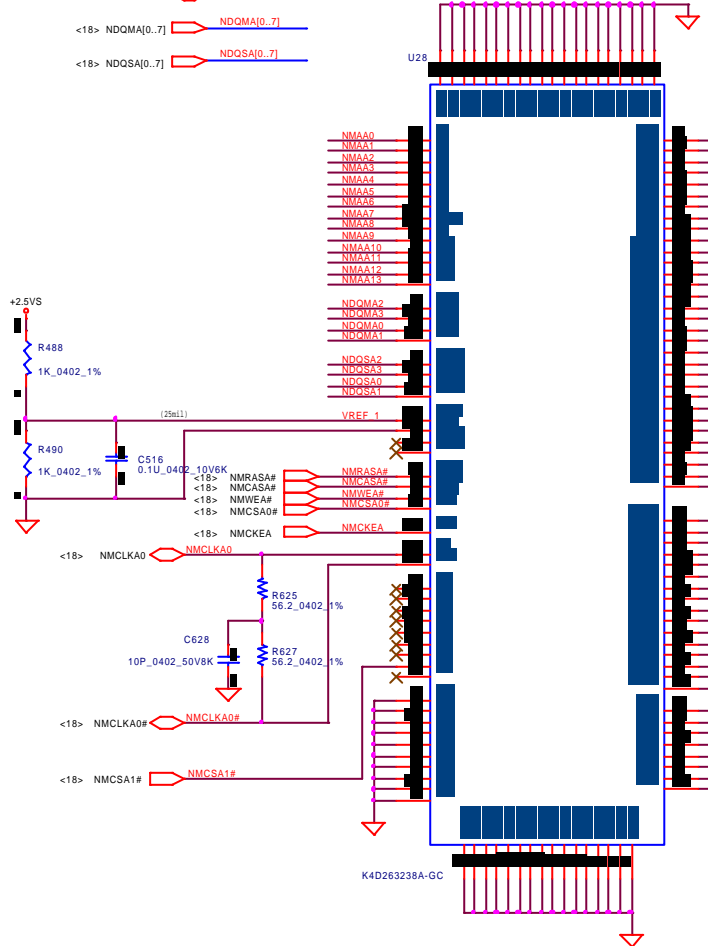 <18> NDQMA[0..7] NDQMA[0..7]
<18> NDQSA[0..7] NDQSA[0..7]
U28
NMAA0
NMAA1
NMAA2
NMAA3
NMAA4
NMAA5
NMAA6
NMAA7
NMAA8
NMAA9
NMAA10
NMAA11
NMAA12
NMAA13
+2.5VS
NDQMA2
NDQMA3
NDQMA0
NDQMA1
R488
1K_0402_1%
NDQSA2
NDQSA3
NDQSA0
NDQSA1
(25mil)
VREF_1
R490
1K_0402_1%
C516
0.1U_0402_10V6K
<18> NMRASA# NMRASA#
<18> NMCASA# NMCASA#
<18> NMWEA# NMWEA#
<18> NMCSA0# NMCSA0#
<18> NMCKEA NMCKEA
<18> NMCLKA0 NMCLKA0
R625
56.2_0402_1%
C628
10P_0402_50V8K
R627
56.2_0402_1%
<18> NMCLKA0# NMCLKA0#
<18> NMCSA1# NMCSA1#
K4D263238A-GC